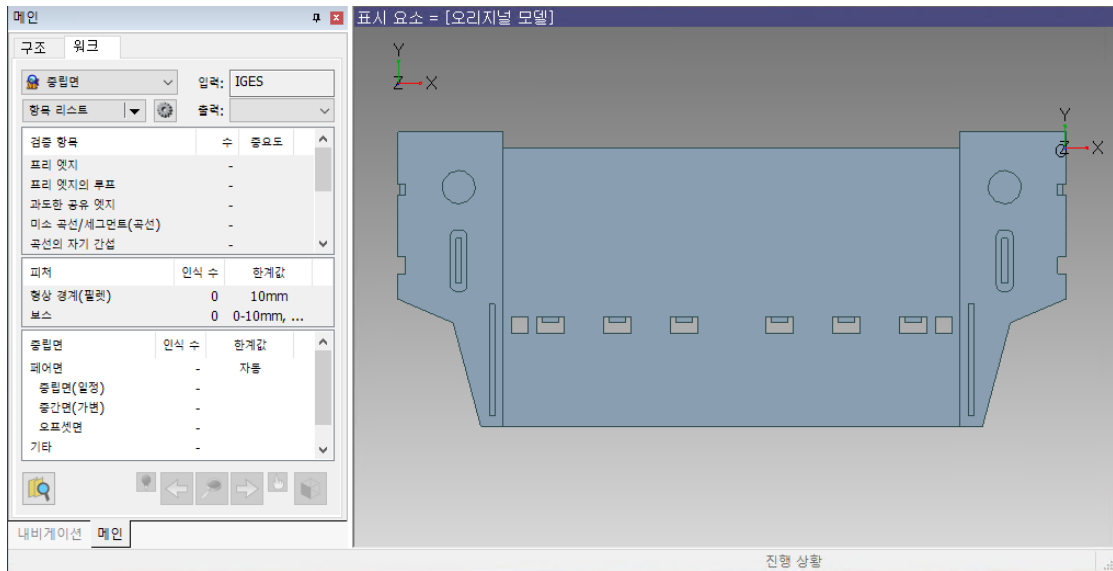 메인
표시 요소 = [오리지널 모델]
구조 워크
중립면 입력: IGES
항목 리스트 출력:
검증 항목 수 중요도
프리 엣지 -
프리 엣지의 루프 -
과도한 공유 엣지 -
미소 곡선/세그먼트(곡선) -
곡선의 자기 간섭 -
피처 인식 수 한계값
형상 경계(필렛) 0 10mm
보스 0 0-10mm, ...
중립면 인식 수 한계값
페어면 - 자동
중립면(일정) -
중간면(가변) -
오프셋면 -
기타 -
내비게이션 메인
Y
Z X
Y
Z X
진행 상황